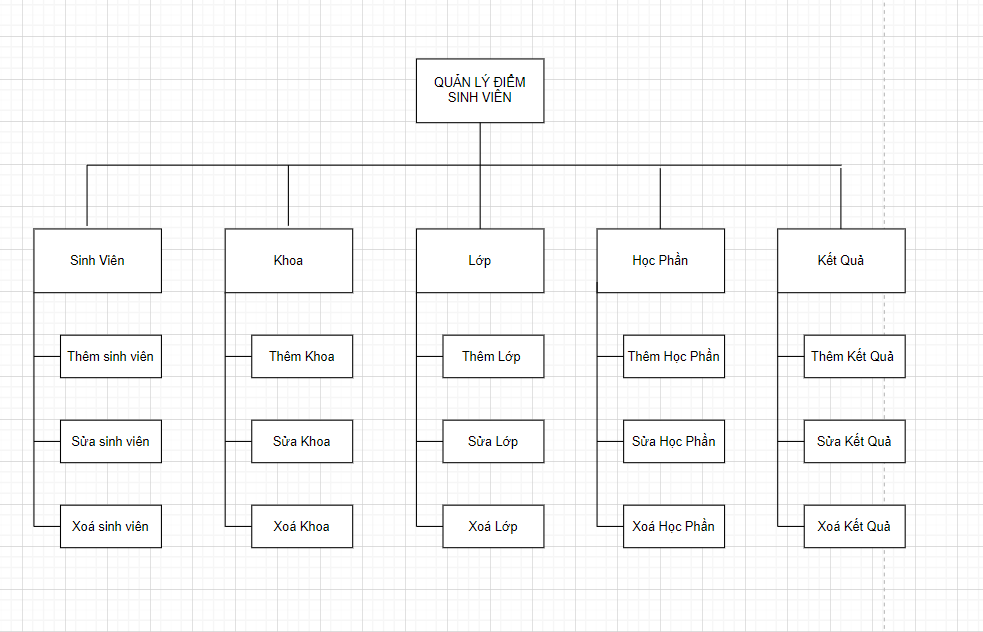 QUẢN LÝ ĐIỂM
SINH VIÊN
Sinh Viên
Khoa
Lớp
Học Phần
Kết Quả
Thêm sinh viên
Thêm Khoa
Thêm Lớp
Thêm Học Phần
Thêm Kết Quả
Sửa sinh viên
Sửa Khoa
Sửa Lớp
Sửa Học Phần
Sửa Kết Quả
Xoá sinh viên
Xoá Khoa
Xoá Lớp
Xoá Học Phần
Xoá Kết Quả